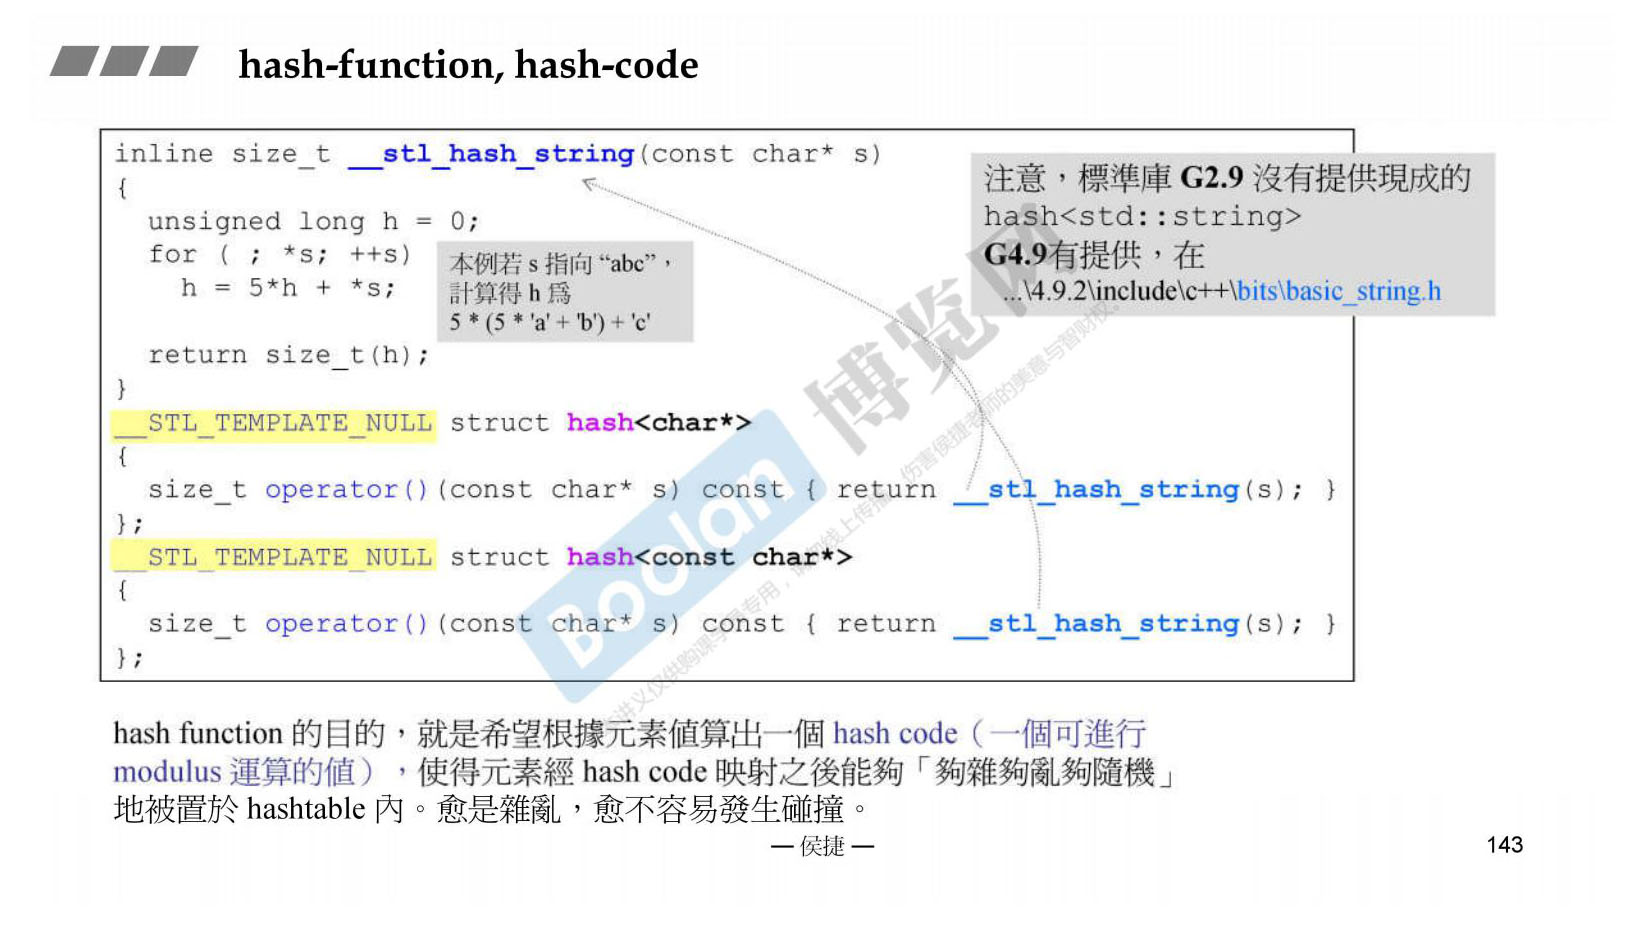 hash-function, hash-code
inline size_t __stl_hash_string(const char* s)
{
unsigned long h = 0;
for ( ; *s; ++s)
h = 5*h + *s;
return size_t(h);
}
本例若 s 指向 “abc”，
計算得 h 爲
5 * (5 * 'a' + 'b') + 'c'
注意，標準庫 G2.9 沒有提供現成的
hash<std::string>
G4.9有提供，在
...\4.9.2\include\c++\bits\basic_string.h
__STL_TEMPLATE_NULL struct hash<char*>
{
size_t operator()(const char* s) const { return __stl_hash_string(s); }
};
__STL_TEMPLATE_NULL struct hash<const char*>
{
size_t operator()(const char* s) const { return __stl_hash_string(s); }
};
Boolan 博览网
hash function 的目的，就是希望根據元素値算出一個 hash code（一個可進行
modulus 運算的値），使得元素經 hash code 映射之後能夠「夠雜夠亂夠隨機」
地被置於 hashtable 內。愈是雜亂，愈不容易發生碰撞。
— 侯捷 —
143